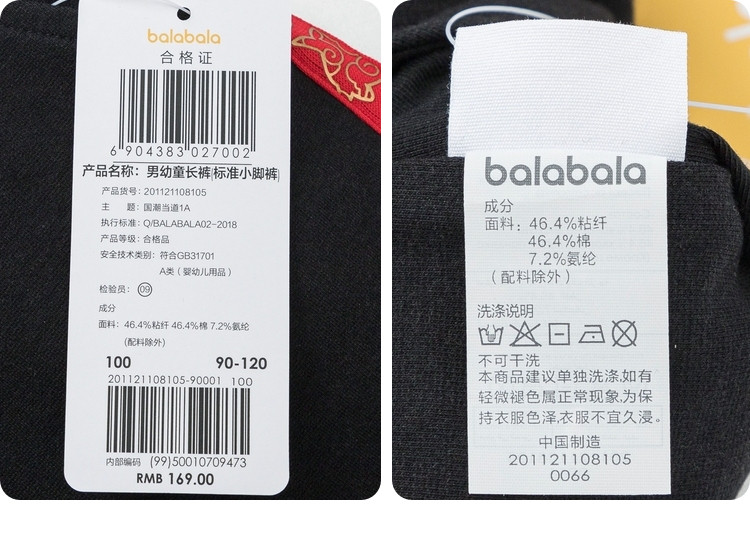 balabala
合格证
6 904383 027002
产品名称: 男幼童长裤(标准小脚裤)
产品货号: 201121108105
主 题: 国潮当道1A
执行标准: Q/BALABALA02-2018
产品等级: 合格品
安全技术类别: 符合GB31701
A类 (婴幼儿用品)
检验员: 09
成分
面料: 46.4%粘纤 46.4%棉 7.2%氨纶
(配料除外)
100 90-120
201121108105-90001 100
内部编码 (99)50010709473
RMB 169.00
balabala
成分
面料: 46.4%粘纤
46.4%棉
7.2%氨纶
(配料除外)
洗涤说明
不可干洗
本商品建议单独洗涤,如有
轻微褪色属正常现象,为保
持衣服色泽,衣服不宜久浸。
中国制造
201121108105
0066